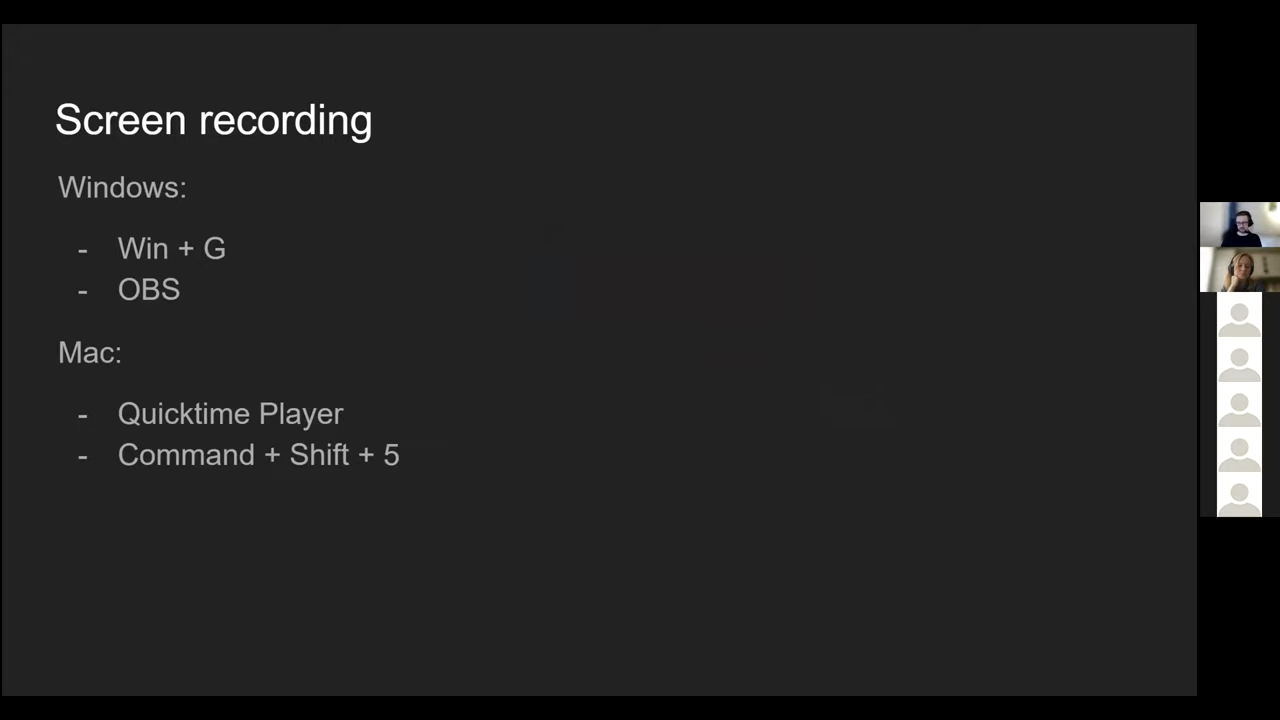 Screen recording
Windows:
- Win + G
- OBS
Mac:
- Quicktime Player
- Command + Shift + 5